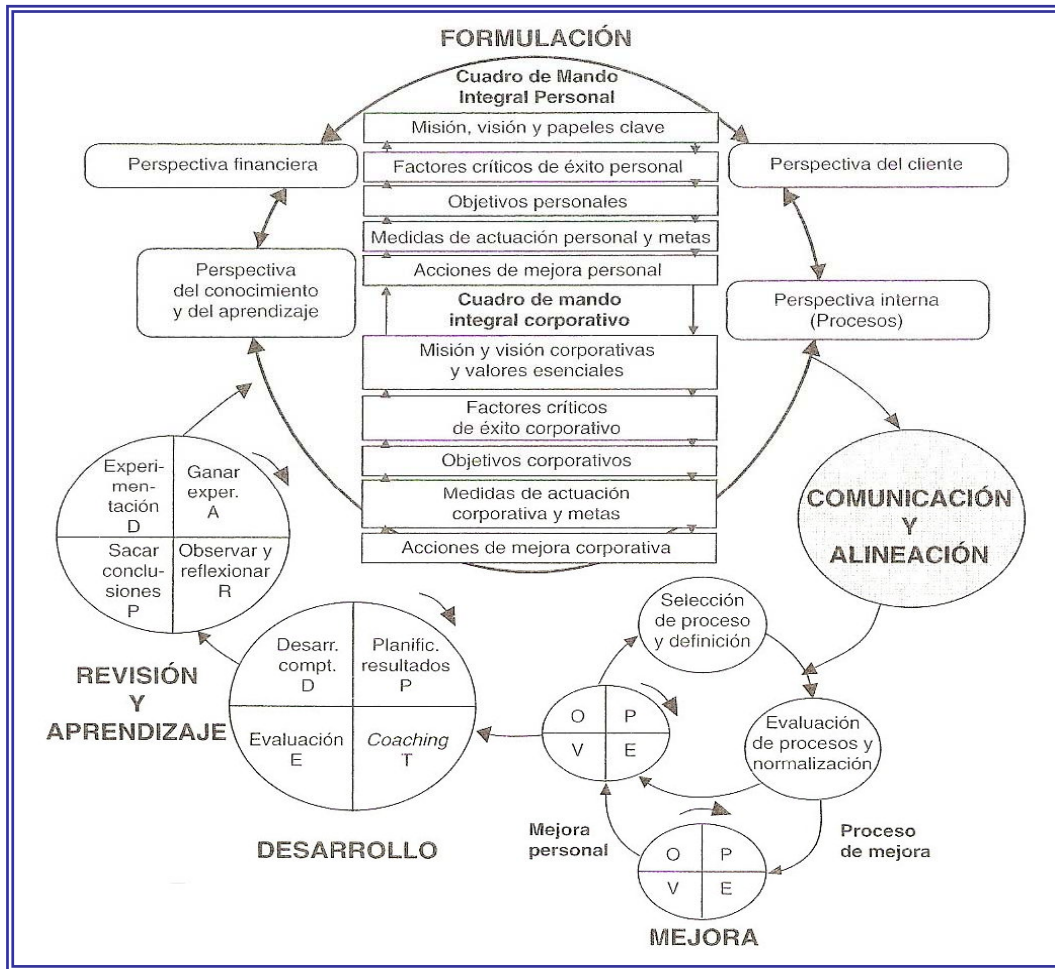 FORMULACIÓN
Cuadro de Mando
Integral Personal
Misión, visión y papeles clave
Factores críticos de éxito personal
Objetivos personales
Medidas de actuación personal y metas
Acciones de mejora personal
Perspectiva financiera
Perspectiva del cliente
Perspectiva
del conocimiento
y del aprendizaje
Perspectiva interna
(Procesos)
Cuadro de mando
integral corporativo
Misión y visión corporativas
y valores esenciales
Factores críticos
de éxito corporativo
Objetivos corporativos
Medidas de actuación
corporativa y metas
Acciones de mejora corporativa
COMUNICACIÓN
Y
ALINEACIÓN
Experi-
men-
tación
D
Ganar
exper.
A
Sacar
conclu-
siones
P
Observar y
reflexionar
R
REVISIÓN
Y
APRENDIZAJE
Desarr.
compt.
D
Planific.
resultados
P
Evaluación
E
Coaching
T
DESARROLLO
Selección
de proceso
y definición
O P
V E
Evaluación
de procesos y
normalización
Mejora
personal
Proceso
de mejora
O P
V E
MEJORA